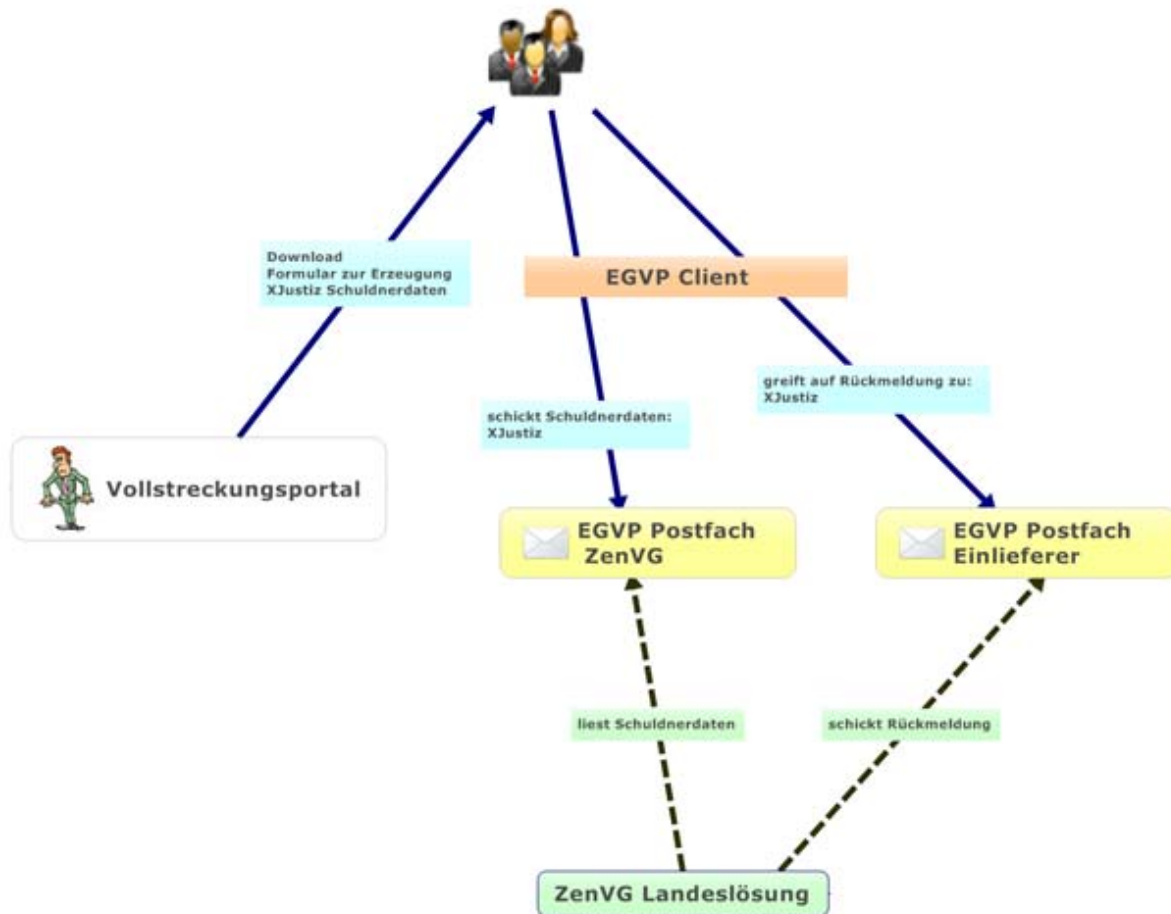 Download
Formular zur Erzeugung
XJustiz Schuldnerdaten
EGVP Client
greift auf Rückmeldung zu:
XJustiz
schickt Schuldnerdaten:
XJustiz
Vollstreckungsportal
EGVP Postfach
ZenVG
EGVP Postfach
Einlieferer
liest Schuldnerdaten
schickt Rückmeldung
ZenVG Landeslösung